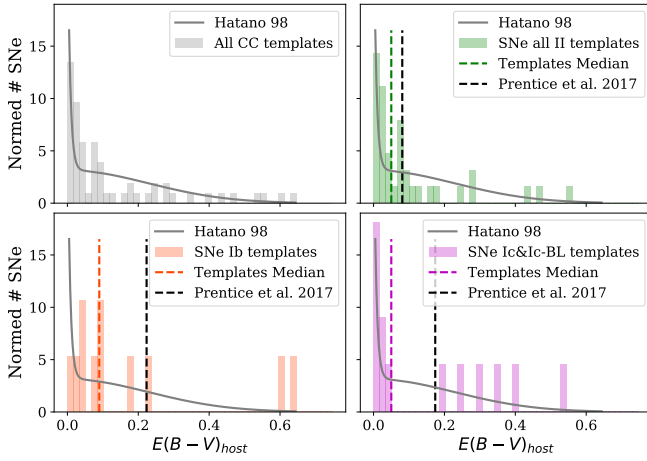 Hatano 98
All CC templates
Normed # SNe
15
10
5
0
Hatano 98
SNe all II templates
Templates Median
Prentice et al. 2017
Hatano 98
SNe Ib templates
Templates Median
Prentice et al. 2017
Normed # SNe
15
10
5
0
0.0 0.2 0.4 0.6
E(B − V)host
Hatano 98
SNe Ic&Ic-BL templates
Templates Median
Prentice et al. 2017
0.0 0.2 0.4 0.6
E(B − V)host